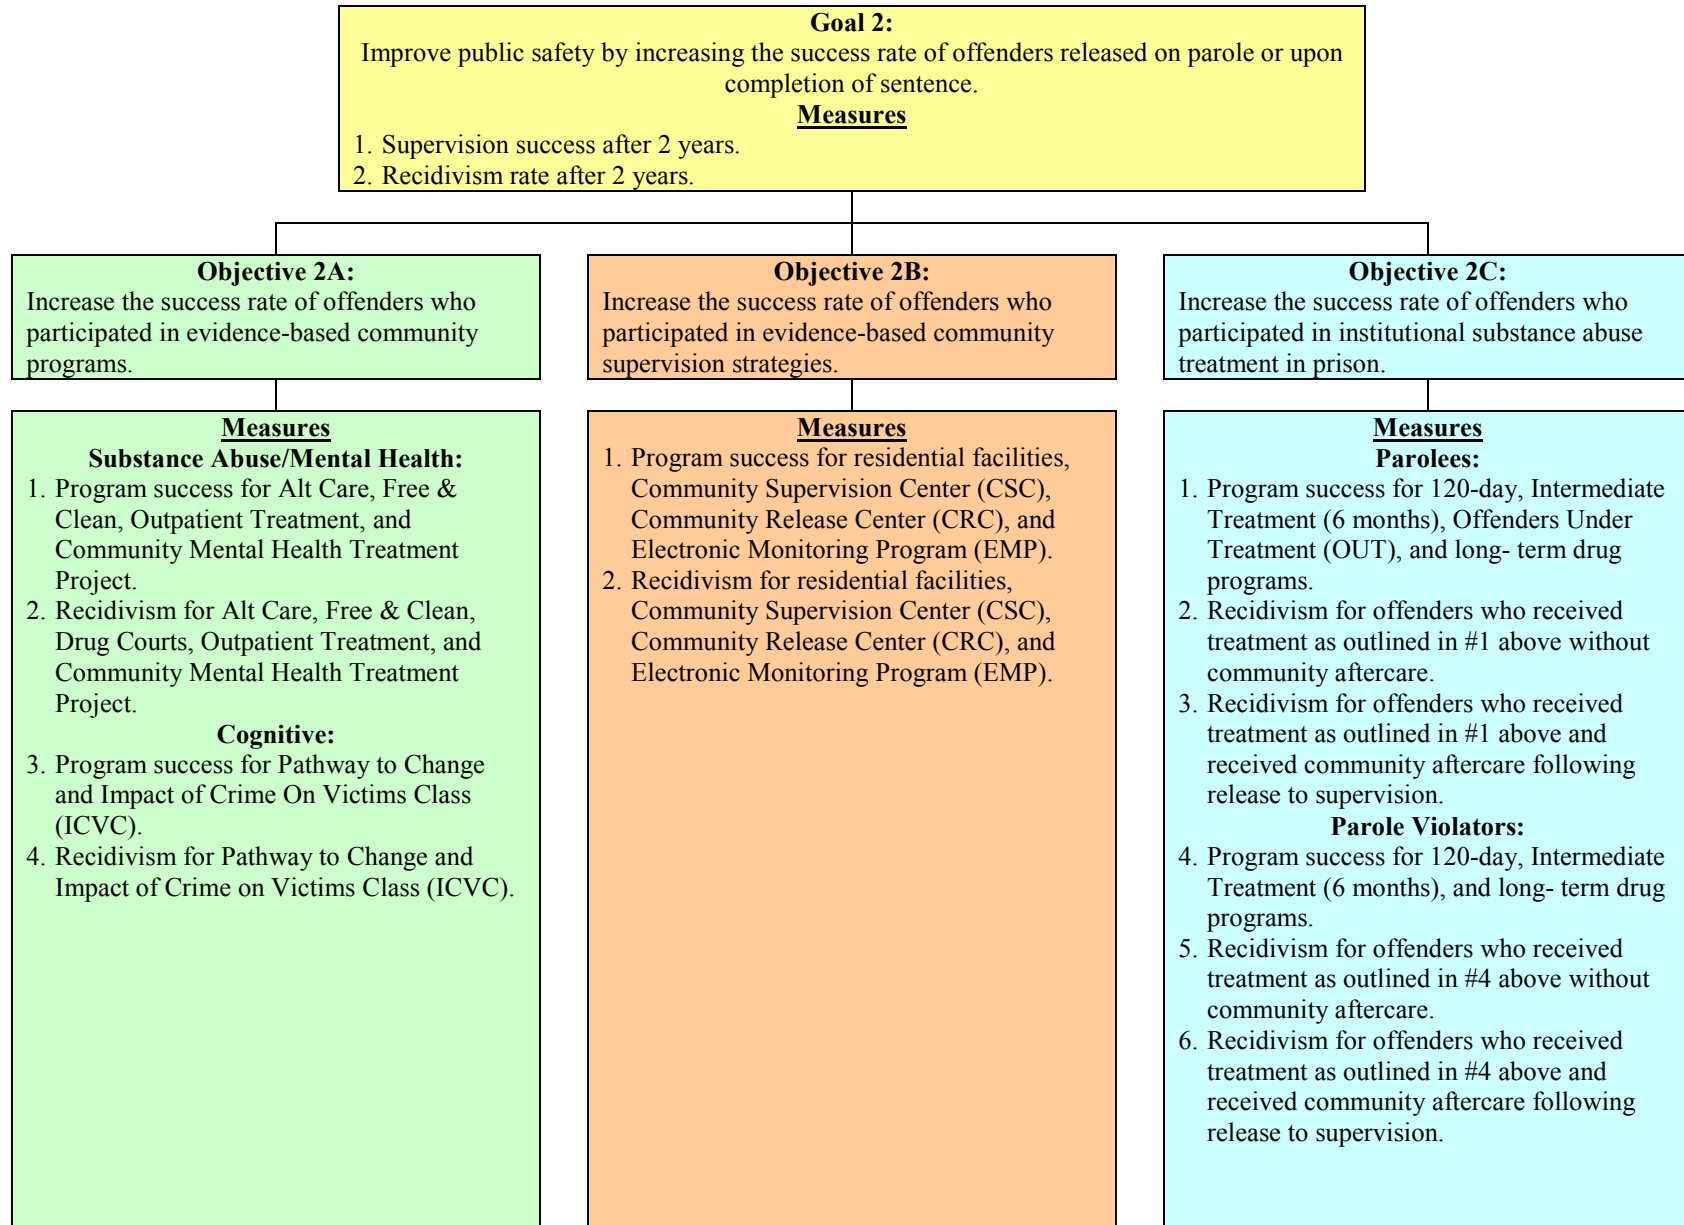 Goal 2:
Improve public safety by increasing the success rate of offenders released on parole or upon
completion of sentence.
Measures
1. Supervision success after 2 years.
2. Recidivism rate after 2 years.
Objective 2A:
Increase the success rate of offenders who
participated in evidence-based community
programs.
Objective 2B:
Increase the success rate of offenders who
participated in evidence-based community
supervision strategies.
Objective 2C:
Increase the success rate of offenders who
participated in institutional substance abuse
treatment in prison.
Measures
Substance Abuse/Mental Health:
1. Program success for Alt Care, Free &
Clean, Outpatient Treatment, and
Community Mental Health Treatment
Project.
2. Recidivism for Alt Care, Free & Clean,
Drug Courts, Outpatient Treatment, and
Community Mental Health Treatment
Project.
Cognitive:
3. Program success for Pathway to Change
and Impact of Crime On Victims Class
(ICVC).
4. Recidivism for Pathway to Change and
Impact of Crime on Victims Class (ICVC).
Measures
1. Program success for residential facilities,
Community Supervision Center (CSC),
Community Release Center (CRC), and
Electronic Monitoring Program (EMP).
2. Recidivism for residential facilities,
Community Supervision Center (CSC),
Community Release Center (CRC), and
Electronic Monitoring Program (EMP).
Measures
Parolees:
1. Program success for 120-day, Intermediate
Treatment (6 months), Offenders Under
Treatment (OUT), and long- term drug
programs.
2. Recidivism for offenders who received
treatment as outlined in #1 above without
community aftercare.
3. Recidivism for offenders who received
treatment as outlined in #1 above and
received community aftercare following
release to supervision.
Parole Violators:
4. Program success for 120-day, Intermediate
Treatment (6 months), and long- term drug
programs.
5. Recidivism for offenders who received
treatment as outlined in #4 above without
community aftercare.
6. Recidivism for offenders who received
treatment as outlined in #4 above and
received community aftercare following
release to supervision.